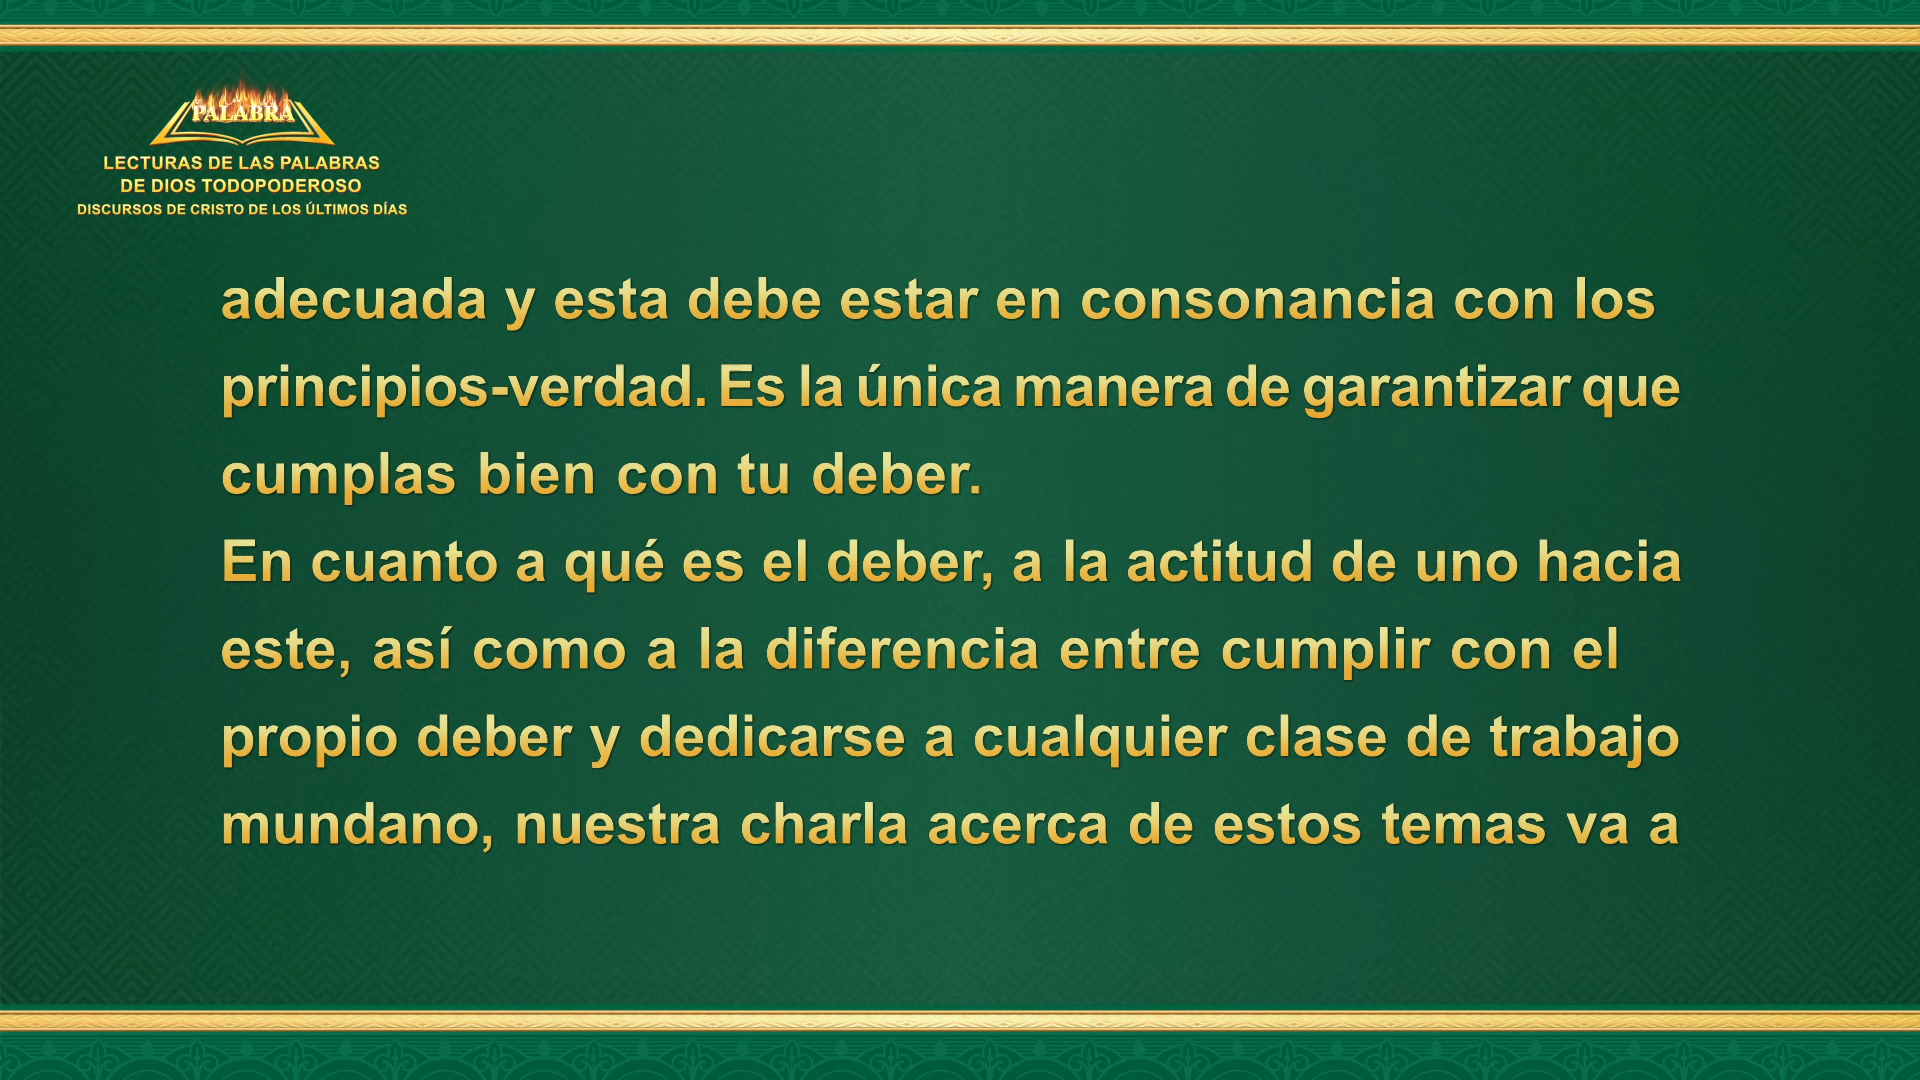 PALABRA
LECTURAS DE LAS PALABRAS
DE DIOS TODOPODEROSO
DISCURSOS DE CRISTO DE LOS ÚLTIMOS DÍAS
adecuada y esta debe estar en consonancia con los
principios-verdad. Es la única manera de garantizar que
cumplas bien con tu deber.
En cuanto a qué es el deber, a la actitud de uno hacia
este, así como a la diferencia entre cumplir con el
propio deber y dedicarse a cualquier clase de trabajo
mundano, nuestra charla acerca de estos temas va a